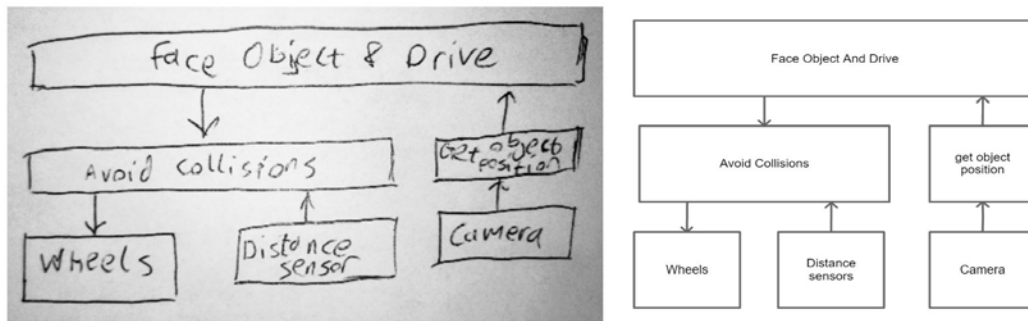 Face Object & Drive
Avoid Collisions
Get object
position
Wheels
Distance
sensor
Camera
Face Object And Drive
Avoid Collisions
get object
position
Wheels
Distance
sensors
Camera